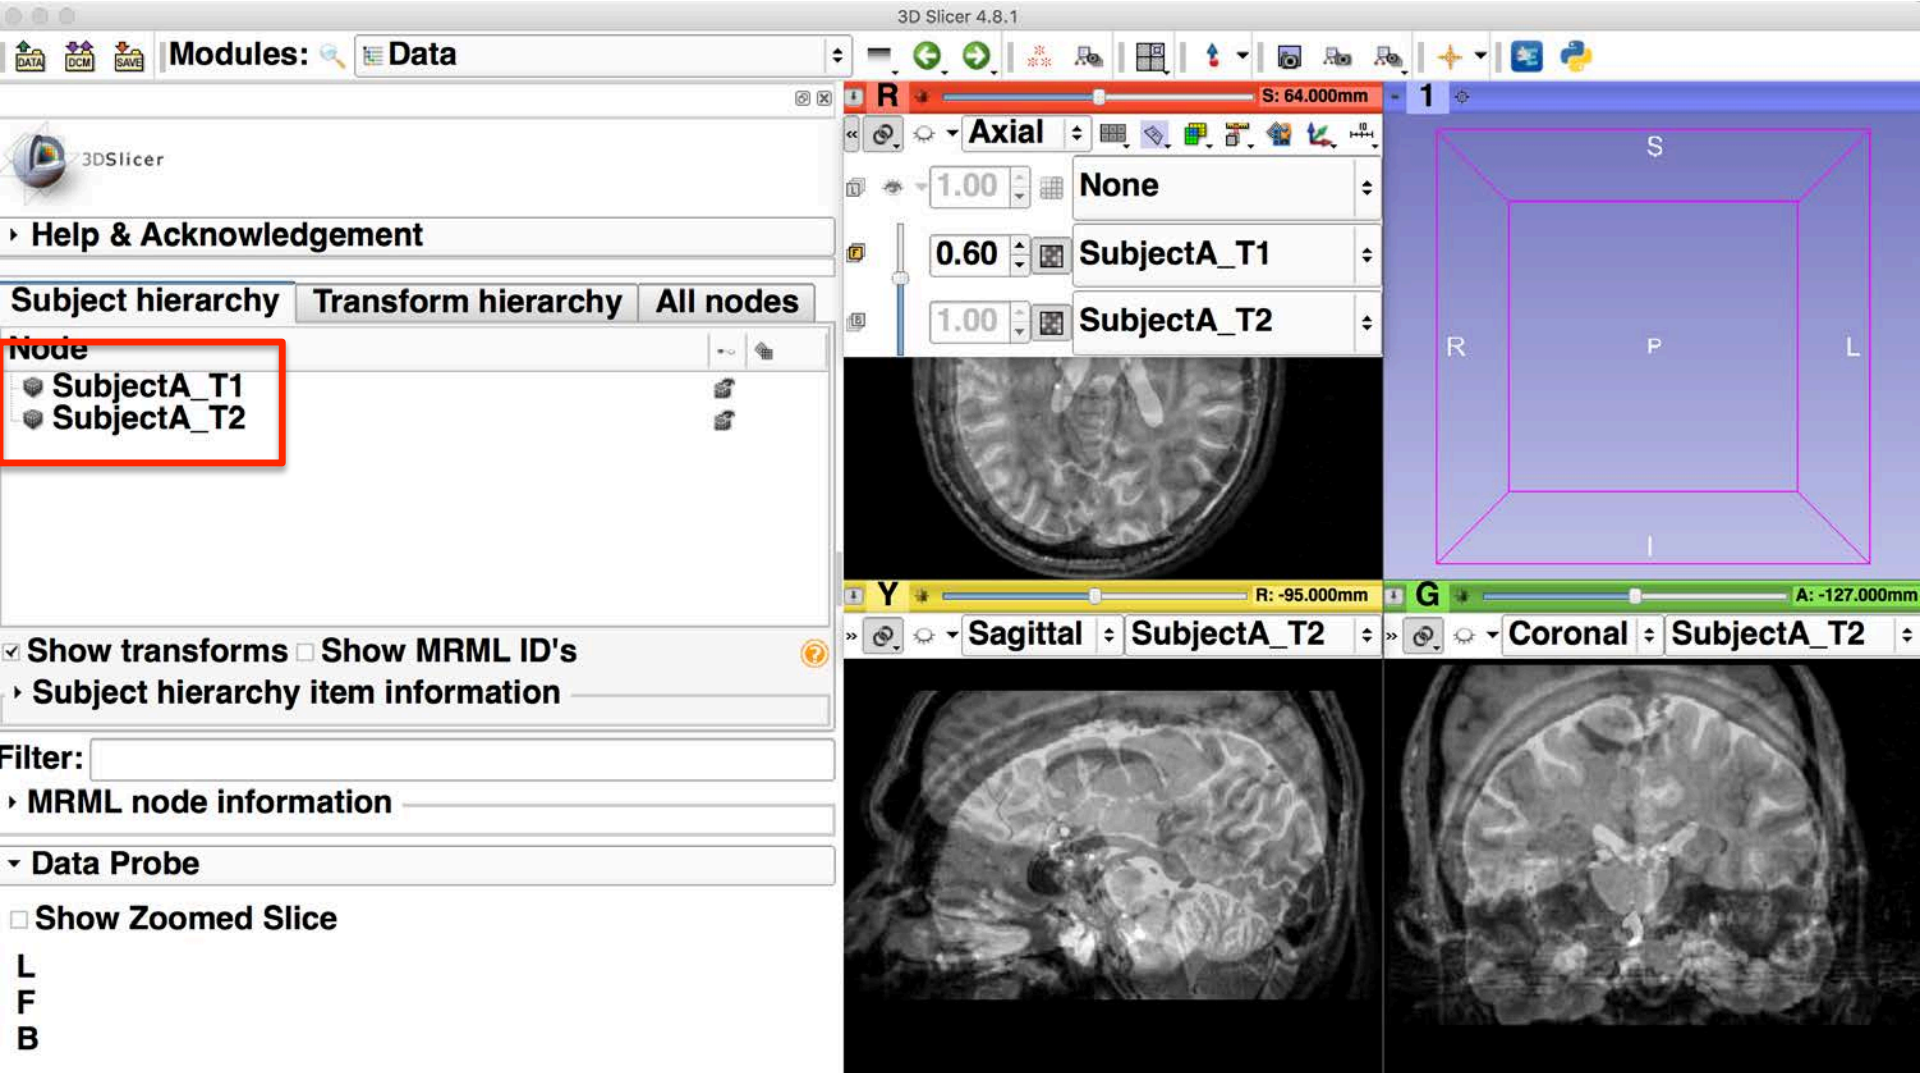 3D Slicer 4.8.1
DATA DCM SAVE Modules: Data
3DSlicer
Help & Acknowledgement
Subject hierarchy Transform hierarchy All nodes
Node
SubjectA_T1
SubjectA_T2
Show transforms Show MRML ID's
Subject hierarchy item information
Filter:
MRML node information
Data Probe
Show Zoomed Slice
L
F
B
R S: 64.000mm
Axial
L 1.00 None
F 0.60 SubjectA_T1
B 1.00 SubjectA_T2
1
S
R P L
I
Y R: -95.000mm
Sagittal SubjectA_T2
G A: -127.000mm
Coronal SubjectA_T2